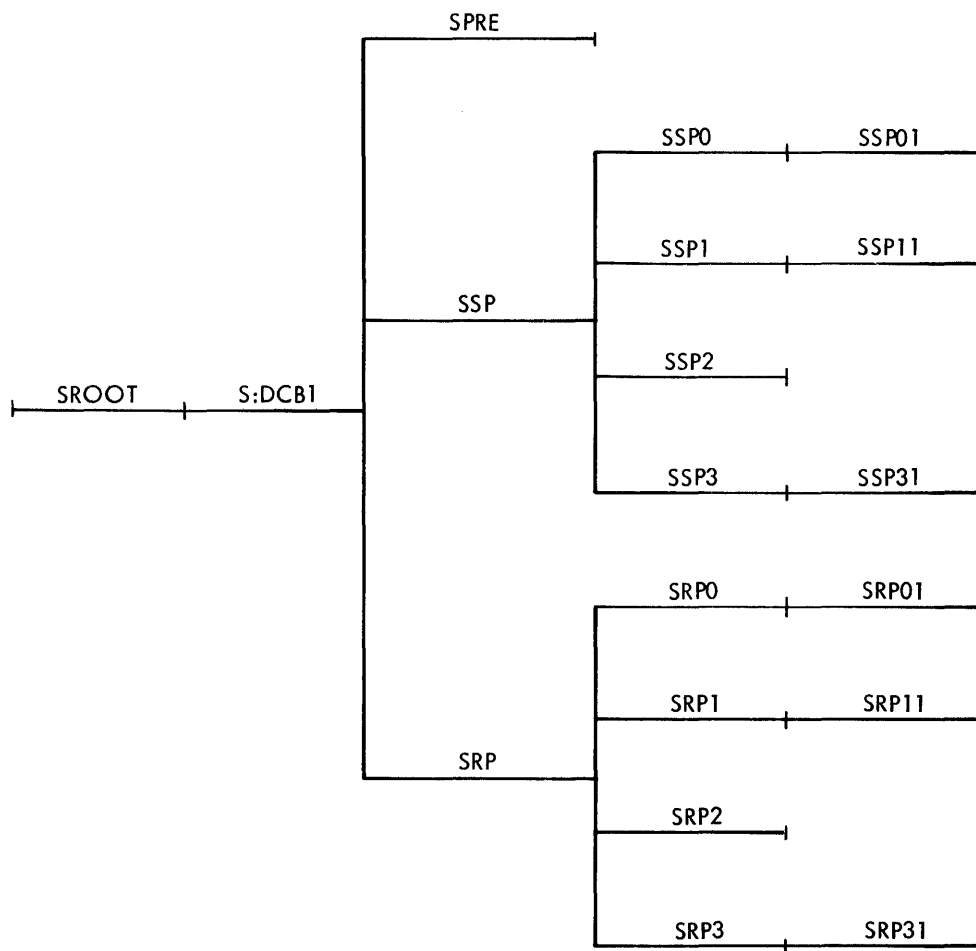 SPRE
SSP0 SSP01
SSP1 SSP11
SSP
SSP2
SROOT S:DCB1
SSP3 SSP31
SRP0 SRP01
SRP1 SRP11
SRP
SRP2
SRP3 SRP31